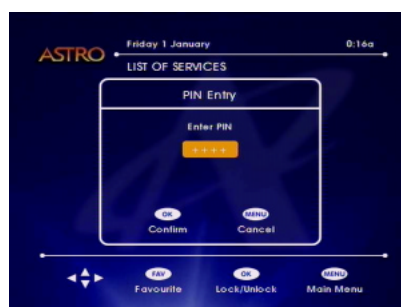 ASTRO
Friday 1 January 0:16a
LIST OF SERVICES
PIN Entry
Enter PIN
++++
OK MENU
Confirm Cancel
FAV OK MENU
Favourite Lock/Unlock Main Menu